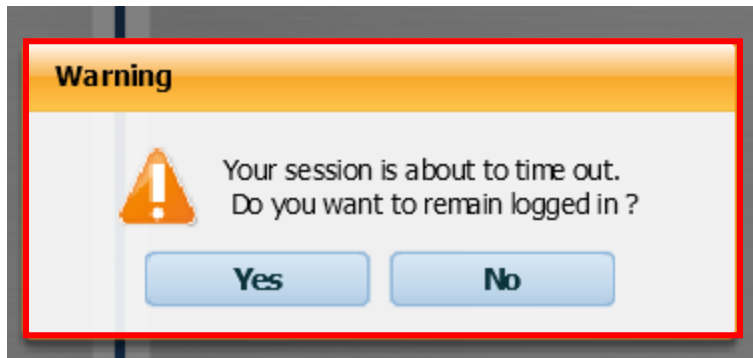 Warning
Your session is about to time out.
Do you want to remain logged in ?
Yes
No